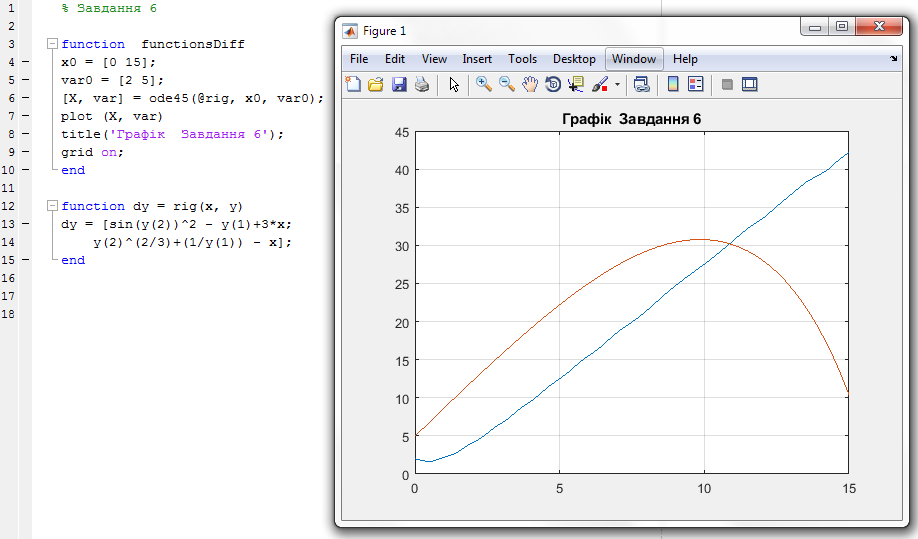 1 % Завдання 6
2
3 function functionsDiff
4 x0 = [0 15];
5 var0 = [2 5];
6 [X, var] = ode45(@rig, x0, var0);
7 plot (X, var)
8 title('Графік Завдання 6');
9 grid on;
10 end
11
12 function dy = rig(x, y)
13 dy = [sin(y(2))^2 - y(1)+3*x;
14 y(2)^(2/3)+(1/y(1)) - x];
15 end
16
17
18
Figure 1
File Edit View Insert Tools Desktop Window Help
Графік Завдання 6
45
40
35
30
25
20
15
10
5
0
0 5 10 15